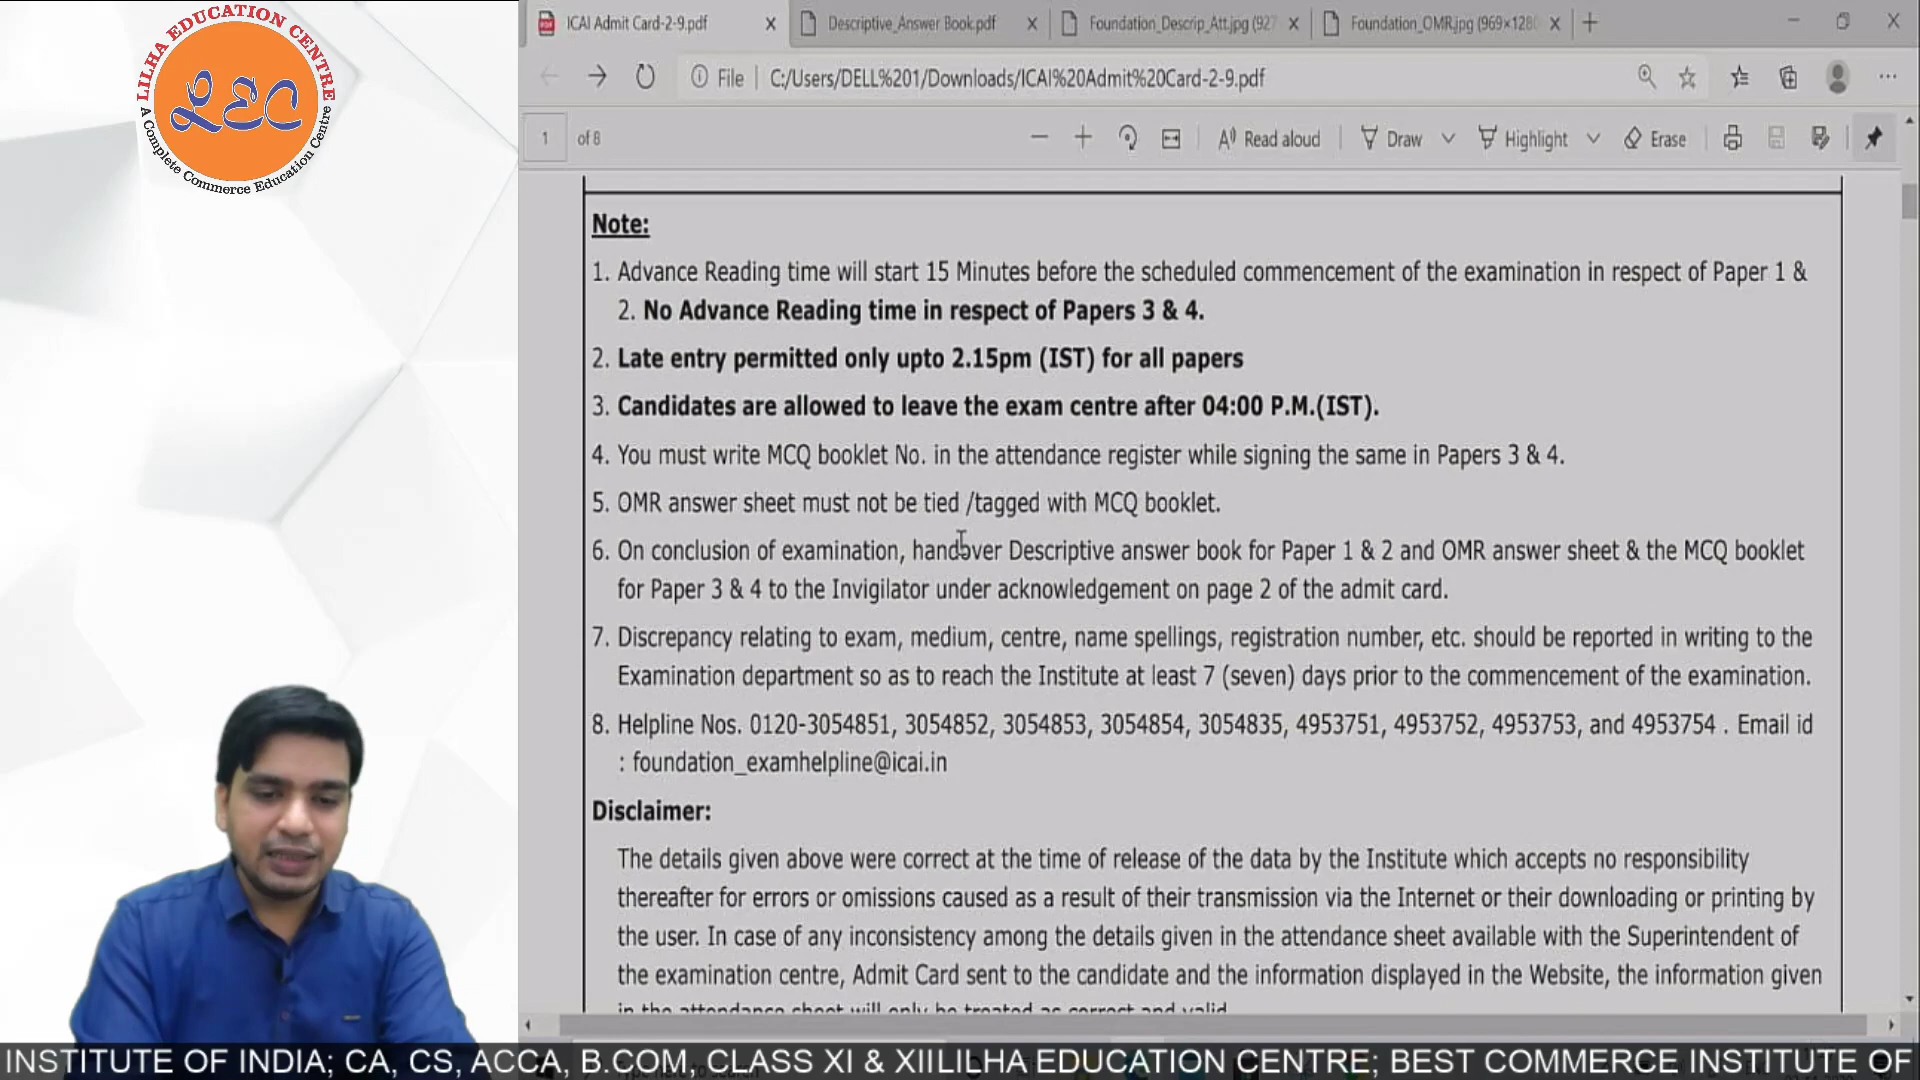 LILHA EDUCATION CENTRE
LEC
A Complete Commerce Education Centre
ICAI Admit Card-2-9.pdf
Descriptive_Answer Book.pdf
Foundation_Descrip_Att.jpg (927
Foundation_OMR.jpg (969×128
File
C:/Users/DELL%201/Downloads/ICAI%20Admit%20Card-2-9.pdf
1 of 8
Read aloud
Draw
Highlight
Erase
Note:
1. Advance Reading time will start 15 Minutes before the scheduled commencement of the examination in respect of Paper 1 &
2. No Advance Reading time in respect of Papers 3 & 4.
2. Late entry permitted only upto 2.15pm (IST) for all papers
3. Candidates are allowed to leave the exam centre after 04:00 P.M.(IST).
4. You must write MCQ booklet No. in the attendance register while signing the same in Papers 3 & 4.
5. OMR answer sheet must not be tied /tagged with MCQ booklet.
6. On conclusion of examination, handover Descriptive answer book for Paper 1 & 2 and OMR answer sheet & the MCQ booklet
for Paper 3 & 4 to the Invigilator under acknowledgement on page 2 of the admit card.
7. Discrepancy relating to exam, medium, centre, name spellings, registration number, etc. should be reported in writing to the
Examination department so as to reach the Institute at least 7 (seven) days prior to the commencement of the examination.
8. Helpline Nos. 0120-3054851, 3054852, 3054853, 3054854, 3054835, 4953751, 4953752, 4953753, and 4953754 . Email id
: foundation_examhelpline@icai.in
Disclaimer:
The details given above were correct at the time of release of the data by the Institute which accepts no responsibility
thereafter for errors or omissions caused as a result of their transmission via the Internet or their downloading or printing by
the user. In case of any inconsistency among the details given in the attendance sheet available with the Superintendent of
the examination centre, Admit Card sent to the candidate and the information displayed in the Website, the information given
in the attendance sheet will only be treated as correct and valid
INSTITUTE OF INDIA; CA, CS, ACCA, B.COM, CLASS XI & XIILILHA EDUCATION CENTRE; BEST COMMERCE INSTITUTE OF